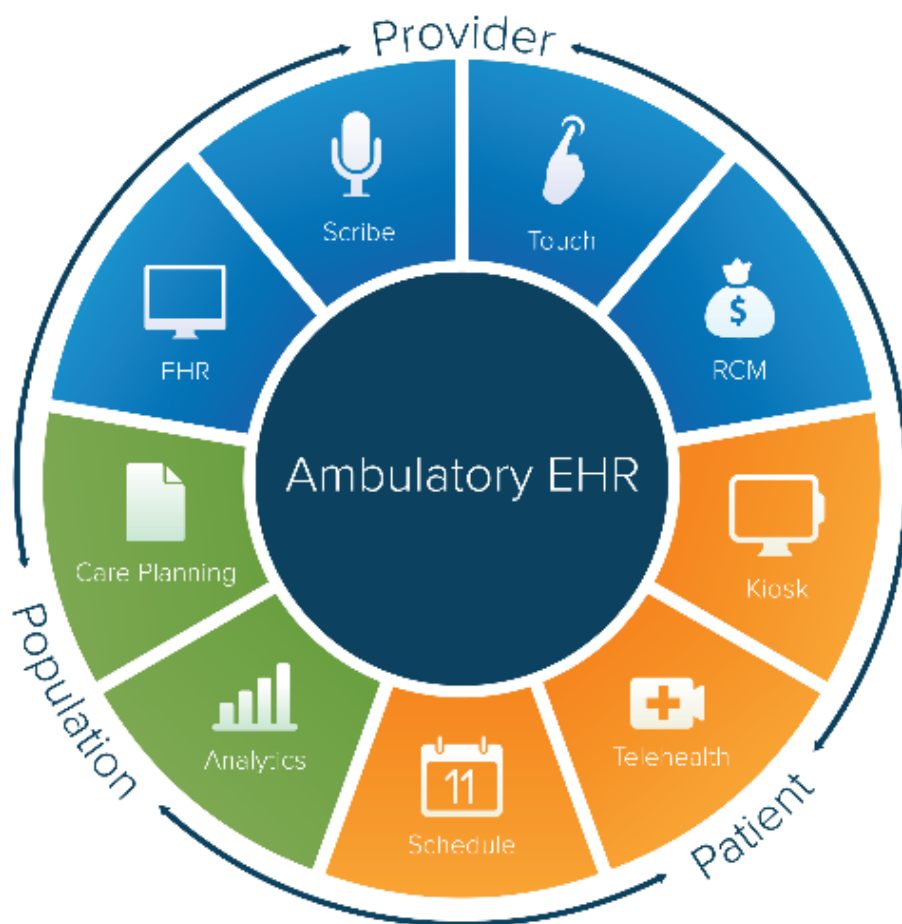 Provider
Scribe
Touch
EHR
$
RCM
Ambulatory EHR
Care Planning
Kiosk
Population
Analytics
Telehealth
11
Schedule
Patient